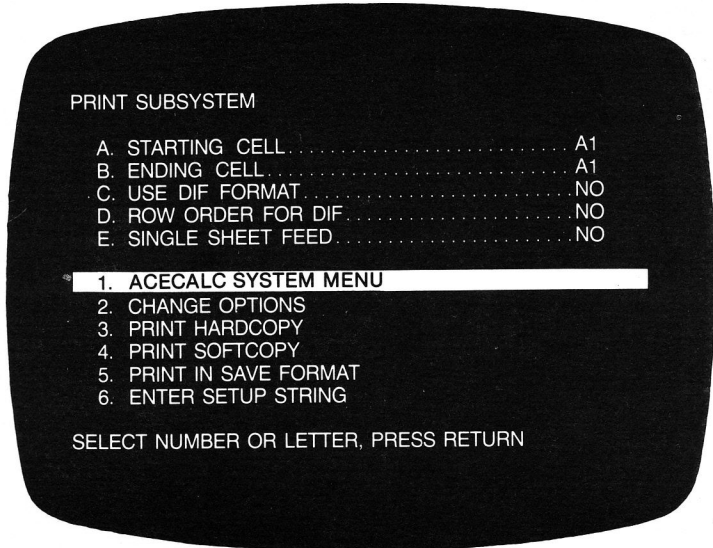 PRINT SUBSYSTEM
A. STARTING CELL............................A1
B. ENDING CELL..............................A1
C. USE DIF FORMAT...........................NO
D. ROW ORDER FOR DIF........................NO
E. SINGLE SHEET FEED........................NO
1. ACECALC SYSTEM MENU
2. CHANGE OPTIONS
3. PRINT HARDCOPY
4. PRINT SOFTCOPY
5. PRINT IN SAVE FORMAT
6. ENTER SETUP STRING
SELECT NUMBER OR LETTER, PRESS RETURN